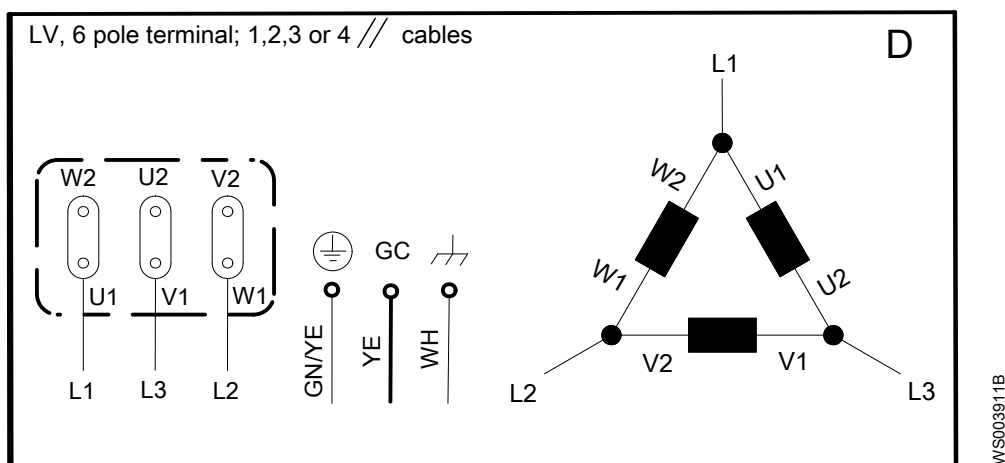 LV, 6 pole terminal; 1,2,3 or 4 // cables
D
W2 U2 V2
U1 V1 W1
L1 L3 L2
GC
GN/YE YE WH
L1
W2 U1
W1 U2
V2 V1
L2 L3
WS003911B